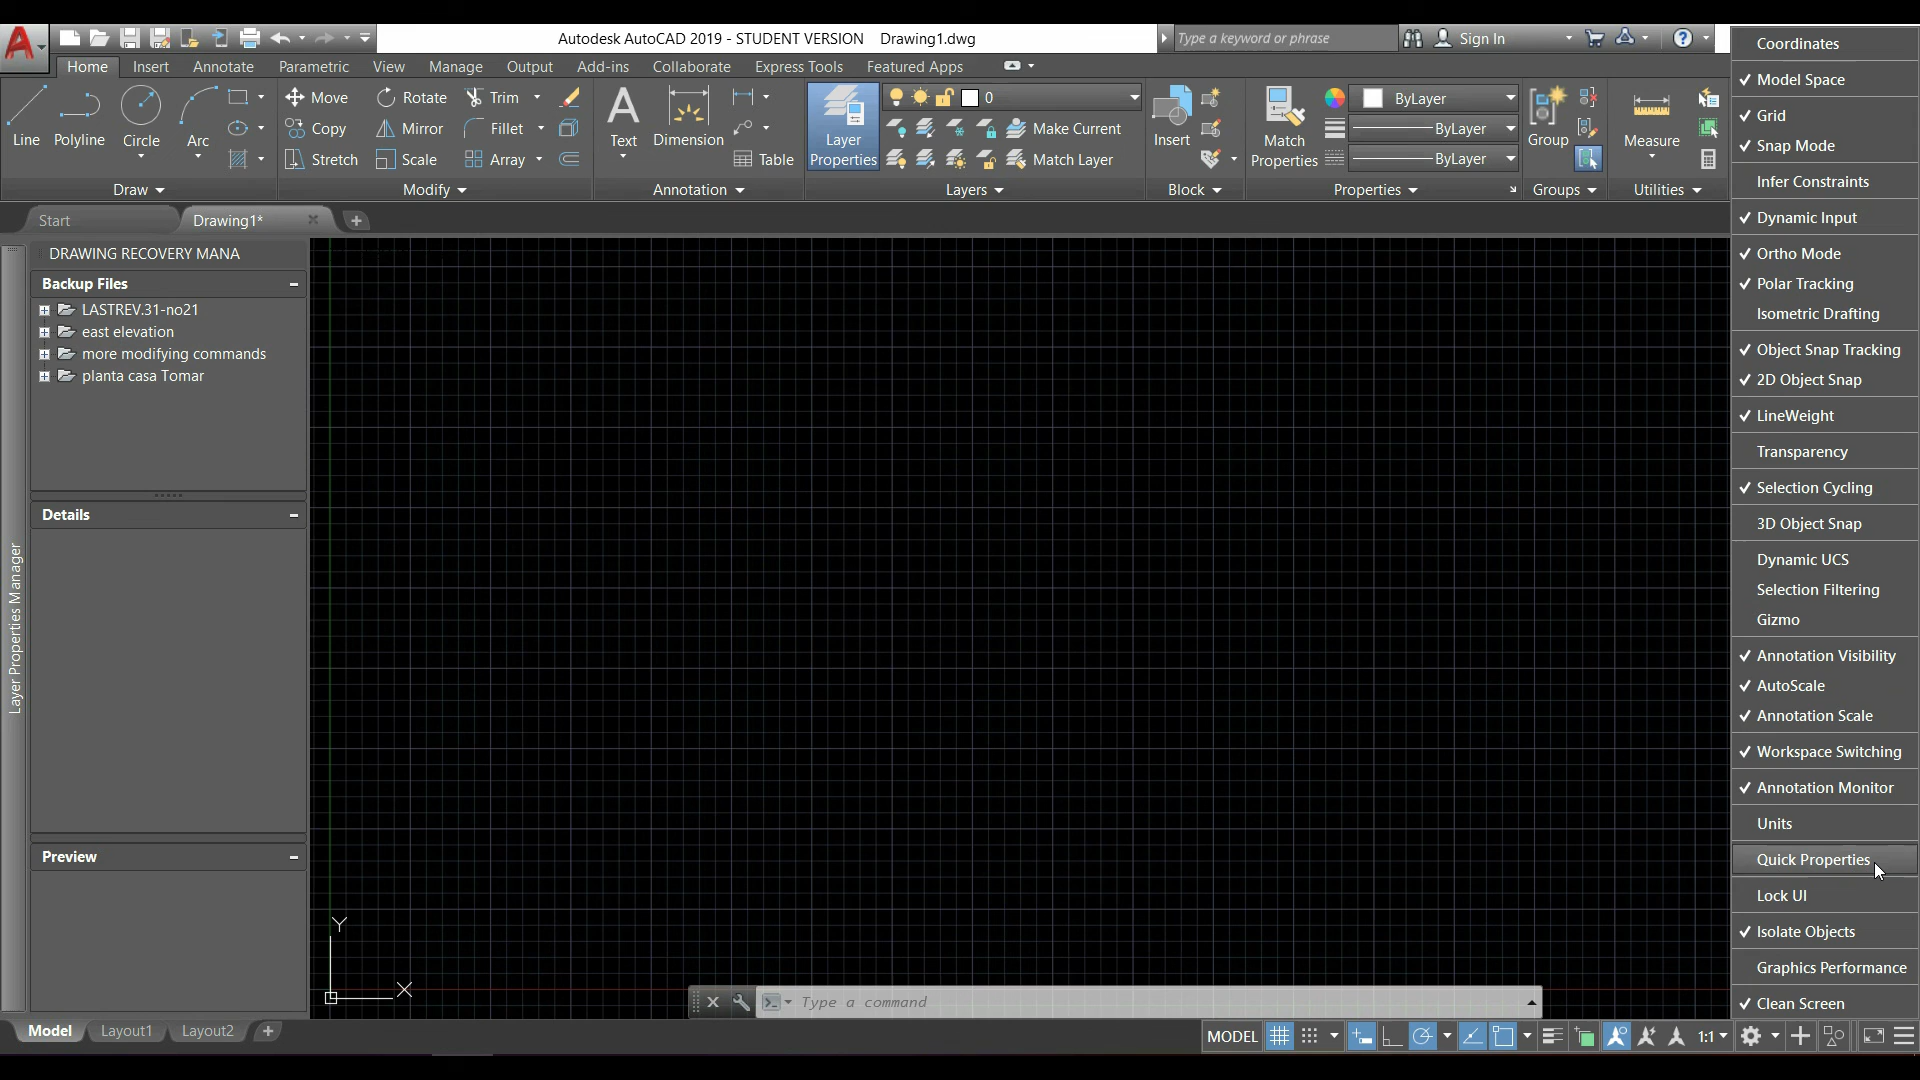 Autodesk AutoCAD 2019 - STUDENT VERSION Drawing1.dwg
Type a keyword or phrase
Sign In
Home Insert Annotate Parametric View Manage Output Add-ins Collaborate Express Tools Featured Apps
Line Polyline Circle Arc
Draw
Move Rotate Trim
Copy Mirror Fillet
Stretch Scale Array
Modify
Text Dimension Table
Annotation
Layer
Properties
0
Make Current
Match Layer
Layers
Insert
Block
Match
Properties
ByLayer
ByLayer
ByLayer
Properties
Group
Groups
Measure
Utilities
Start Drawing1*
DRAWING RECOVERY MANA
Backup Files
LASTREV.31-no21
east elevation
more modifying commands
planta casa Tomar
Details
Layer Properties Manager
Preview
Y
X
Type a command
Model Layout1 Layout2
MODEL 1:1
Coordinates
Model Space
Grid
Snap Mode
Infer Constraints
Dynamic Input
Ortho Mode
Polar Tracking
Isometric Drafting
Object Snap Tracking
2D Object Snap
LineWeight
Transparency
Selection Cycling
3D Object Snap
Dynamic UCS
Selection Filtering
Gizmo
Annotation Visibility
AutoScale
Annotation Scale
Workspace Switching
Annotation Monitor
Units
Quick Properties
Lock UI
Isolate Objects
Graphics Performance
Clean Screen